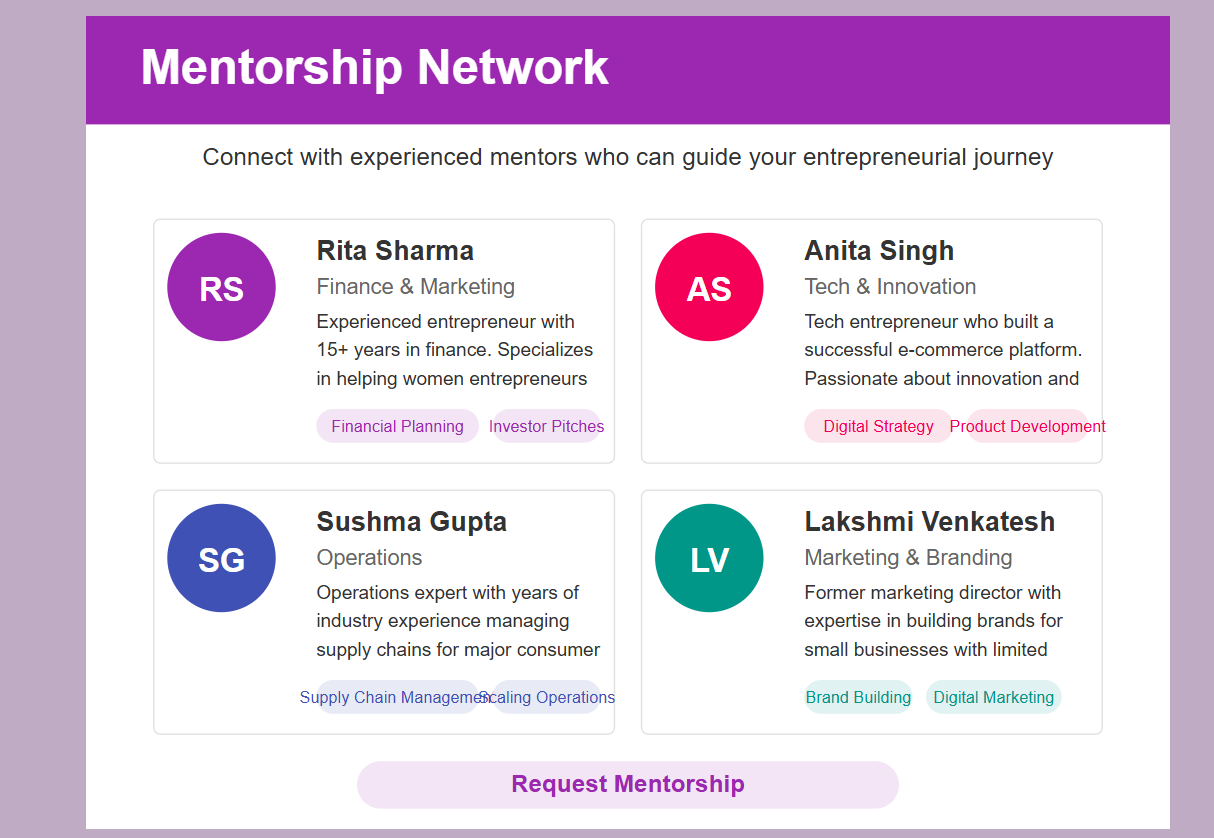 Mentorship Network
Connect with experienced mentors who can guide your entrepreneurial journey
RS
Rita Sharma
Finance & Marketing
Experienced entrepreneur with
15+ years in finance. Specializes
in helping women entrepreneurs
Financial Planning
Investor Pitches
AS
Anita Singh
Tech & Innovation
Tech entrepreneur who built a
successful e-commerce platform.
Passionate about innovation and
Digital Strategy
Product Development
SG
Sushma Gupta
Operations
Operations expert with years of
industry experience managing
supply chains for major consumer
Supply Chain Management
Scaling Operations
LV
Lakshmi Venkatesh
Marketing & Branding
Former marketing director with
expertise in building brands for
small businesses with limited
Brand Building
Digital Marketing
Request Mentorship